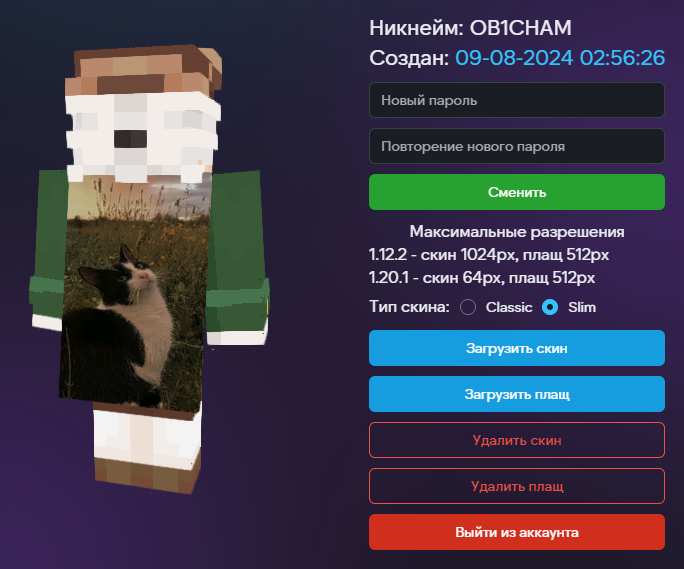 Никнейм: OB1CHAM
Создан: 09-08-2024 02:56:26
Новый пароль
Повторение нового пароля
Сменить
Максимальные разрешения
1.12.2 - скин 1024px, плащ 512px
1.20.1 - скин 64px, плащ 512px
Тип скина: Classic Slim
Загрузить скин
Загрузить плащ
Удалить скин
Удалить плащ
Выйти из аккаунта